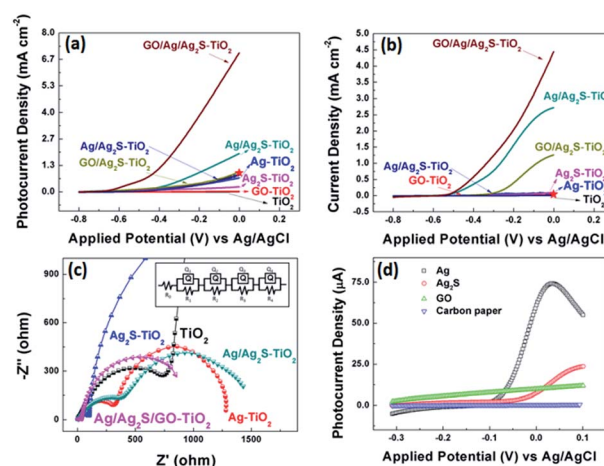 (a)
GO/Ag/Ag₂S-TiO₂
Ag/Ag₂S-TiO₂
GO/Ag₂S-TiO₂
Ag/Ag₂S-TiO₂
Ag-TiO₂
Ag₂S-TiO₂
GO-TiO₂
TiO₂
8.0
6.7
5.3
4.0
2.7
1.3
0.0
-0.8 -0.6 -0.4 -0.2 0.0 0.2
Photocurrent Density (mA cm⁻²)
Applied Potential (V) vs Ag/AgCl
(b)
GO/Ag/Ag₂S-TiO₂
Ag/Ag₂S-TiO
GO/Ag₂S-TiO₂
Ag/Ag₂S-TiO₂
GO-TiO₂
Ag₂S-TiO₂
Ag-TiO
TiO₂
5.0
4.5
4.0
3.5
3.0
2.5
2.0
1.5
1.0
0.5
0.0
-0.8 -0.6 -0.4 -0.2 0.0 0.2
Current Density (mA cm⁻²)
Applied Potential (V) vs Ag/AgCl
(c)
Ag₂S-TiO₂
TiO₂
Ag/Ag₂S-TiO₂
Ag-TiO₂
Ag/Ag₂S/GO-TiO₂
-900
-600
-300
0
0 500 1000 1500
-Z'' (ohm)
Z' (ohm)
(d)
Ag
Ag₂S
GO
Carbon paper
75.0
50.0
25.0
0.0
-0.3 -0.2 -0.1 0.0 0.1
Photocurrent Density (µA)
Applied Potential (V) vs Ag/AgCl